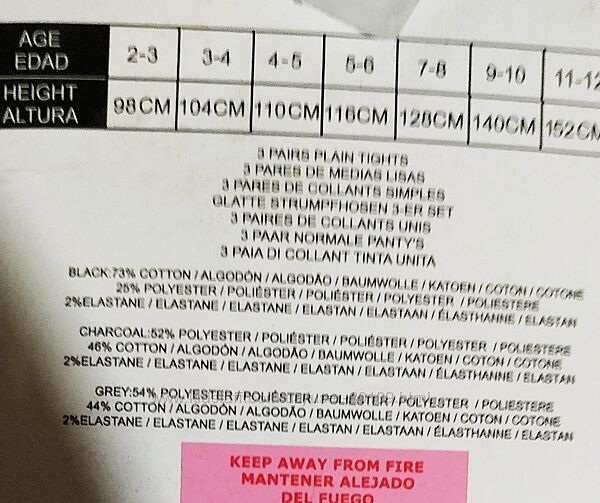 AGE 2-3 3-4 4-5 5-6 7-8 9-10 11-12
EDAD
HEIGHT 98CM 104CM 110CM 116CM 128CM 140CM 152CM
ALTURA
3 PAIRS PLAIN TIGHTS
3 PARES DE MEDIAS LISAS
3 PARES DE COLLANTS SIMPLES
GLATTE STRUMPFHOSEN 3-ER SET
3 PAIRES DE COLLANTS UNIS
3 PAAR NORMALE PANTY'S
3 PAIA DI COLLANT TINTA UNITA
BLACK:73% COTTON / ALGODÓN / ALGODÃO / BAUMWOLLE / KATOEN / COTON / COTONE
25% POLYESTER / POLIÉSTER / POLIÉSTER / POLYESTER / POLIESTERE
2%ELASTANE / ELASTANE / ELASTANE / ELASTAN / ELASTAAN / ÉLASTHANNE / ELASTAN
CHARCOAL:52% POLYESTER / POLIÉSTER / POLIÉSTER / POLYESTER / POLIESTERE
46% COTTON / ALGODÓN / ALGODÃO / BAUMWOLLE / KATOEN / COTON / COTONE
2%ELASTANE / ELASTANE / ELASTANE / ELASTAN / ELASTAAN / ÉLASTHANNE / ELASTAN
GREY:54% POLYESTER / POLIÉSTER / POLIÉSTER / POLYESTER / POLIESTERE
44% COTTON / ALGODÓN / ALGODÃO / BAUMWOLLE / KATOEN / COTON / COTONE
2%ELASTANE / ELASTANE / ELASTANE / ELASTAN / ELASTAAN / ÉLASTHANNE / ELASTAN
KEEP AWAY FROM FIRE
MANTENER ALEJADO
DEL FUEGO